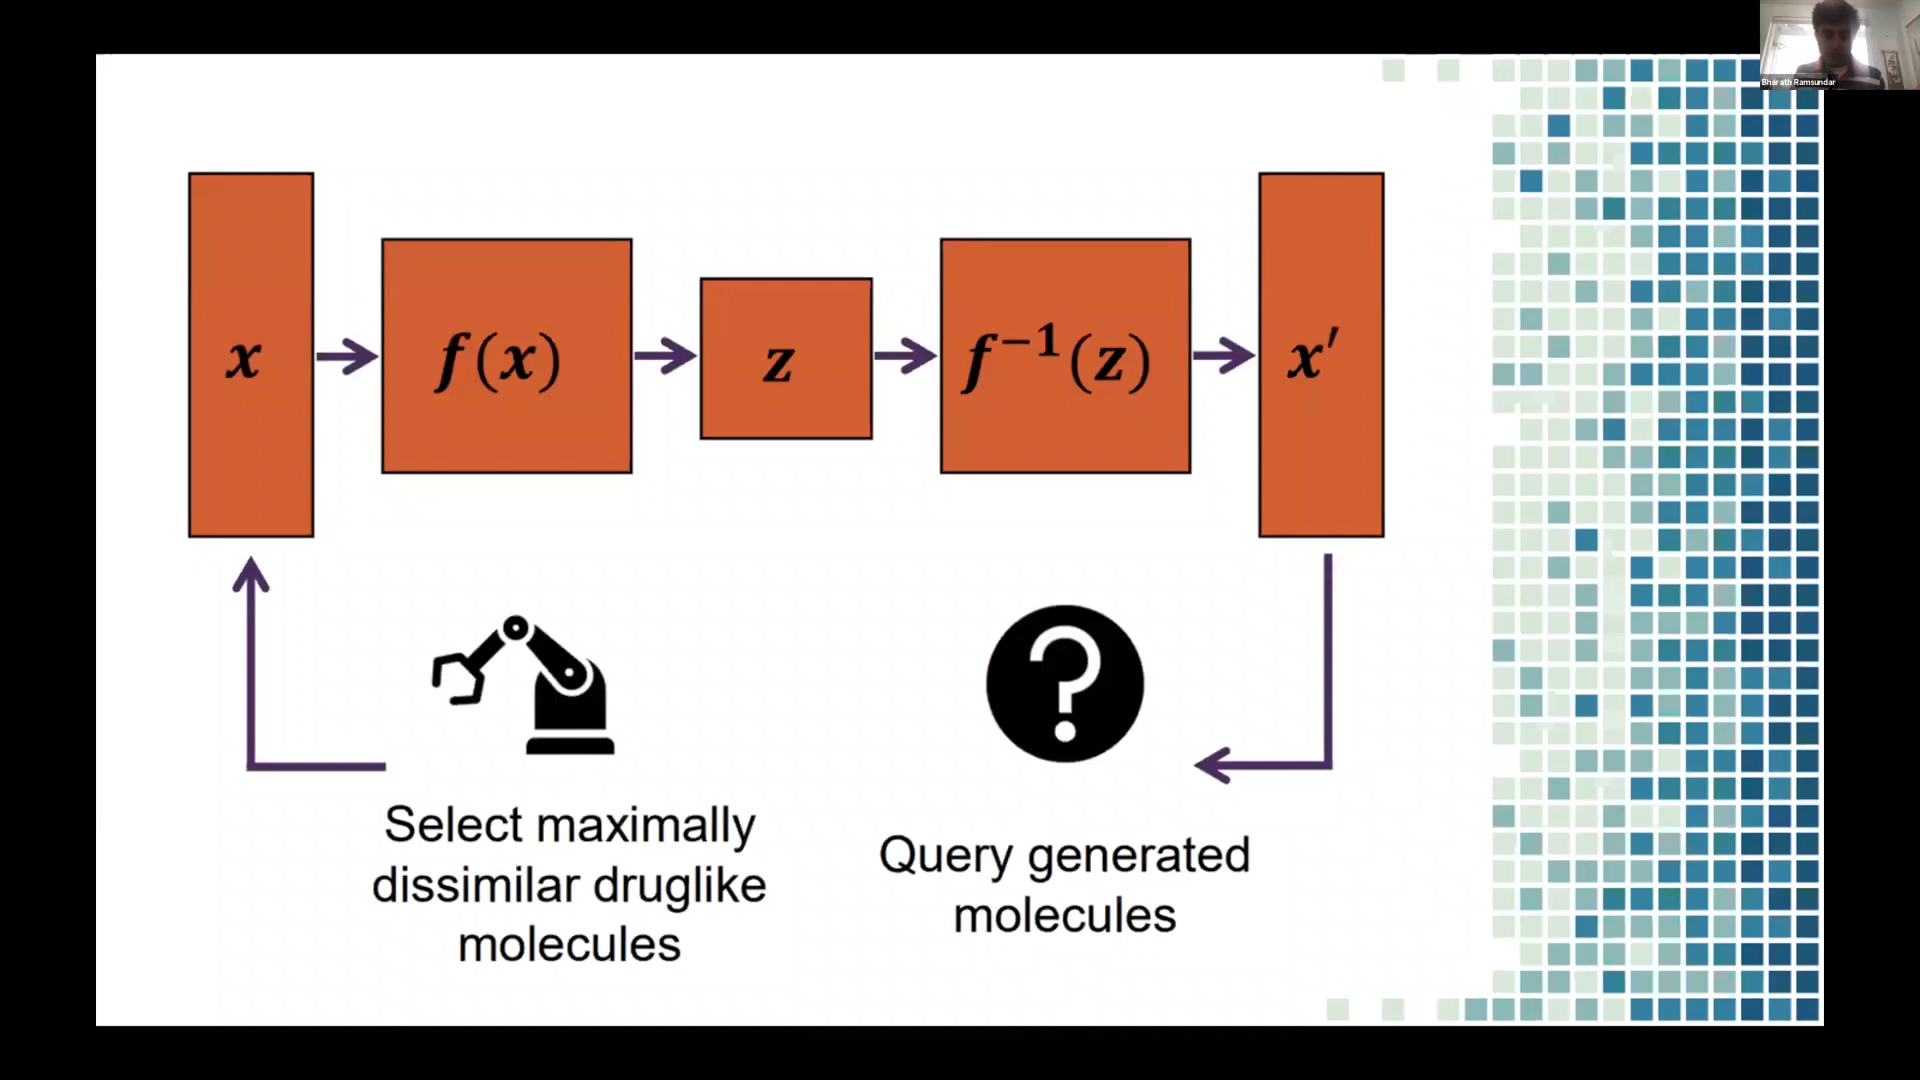 Bharath Ramsundar
x
f(x)
z
f⁻¹(z)
x′
Select maximally
dissimilar druglike
molecules
?
Query generated
molecules